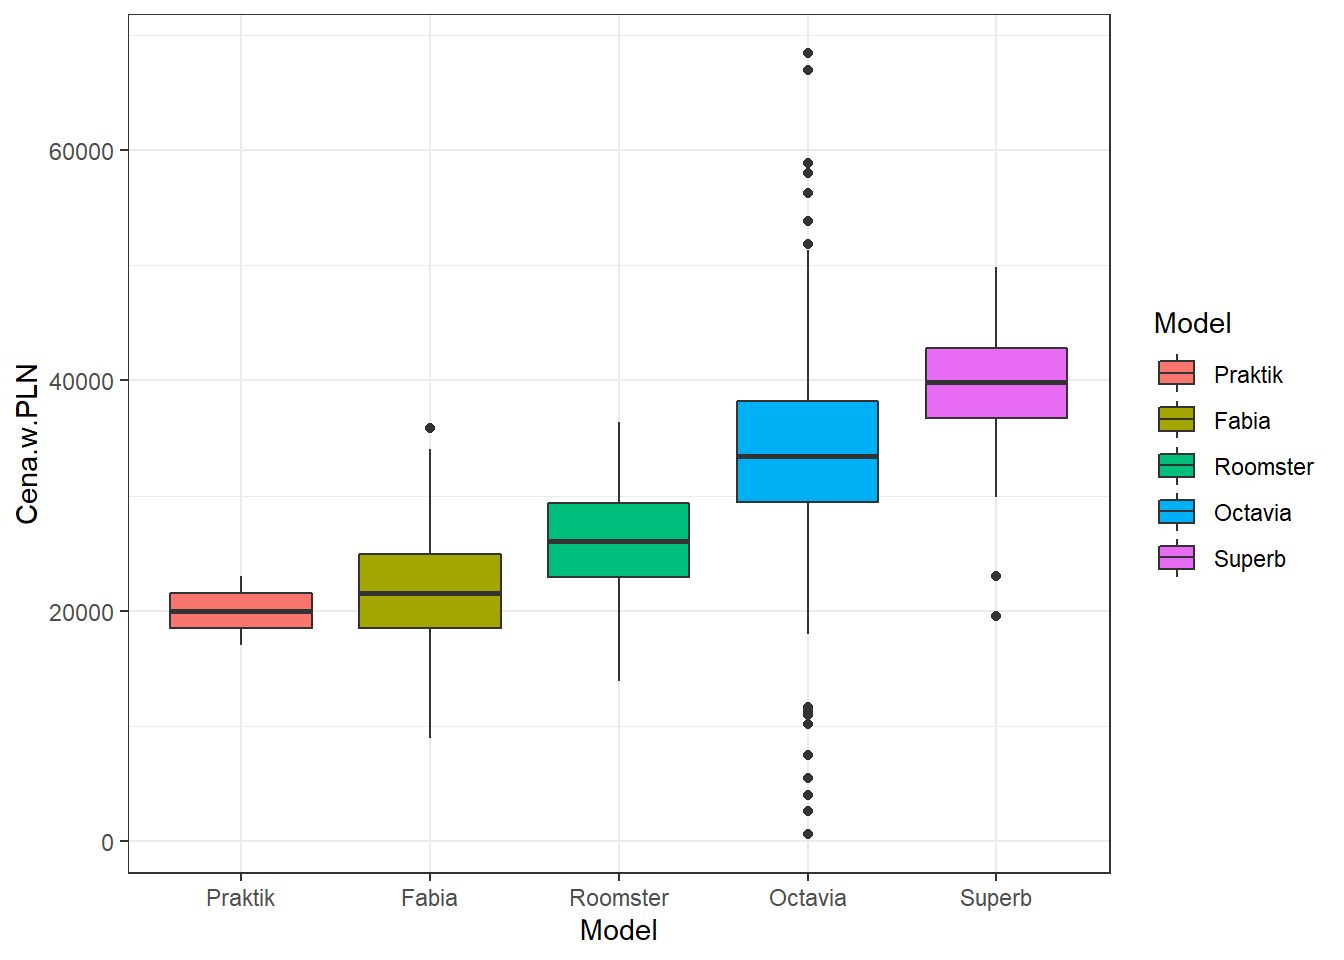 Cena.w.PLN
60000
40000
20000
0
Praktik
Fabia
Roomster
Octavia
Superb
Model
Model
Praktik
Fabia
Roomster
Octavia
Superb